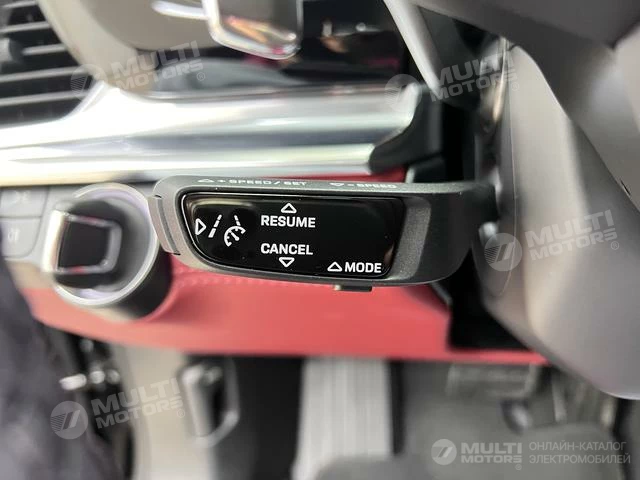 MULTI
MOTORS®
MULTI
MOTORS®
+ SPEED/SET
- SPEED
RESUME
CANCEL
MODE
MULTI
MOTORS®
MULTI
MOTORS®
MULTI
MOTORS®
ОНЛАЙН-КАТАЛОГ
ЭЛЕКТРОМОБИЛЕЙ